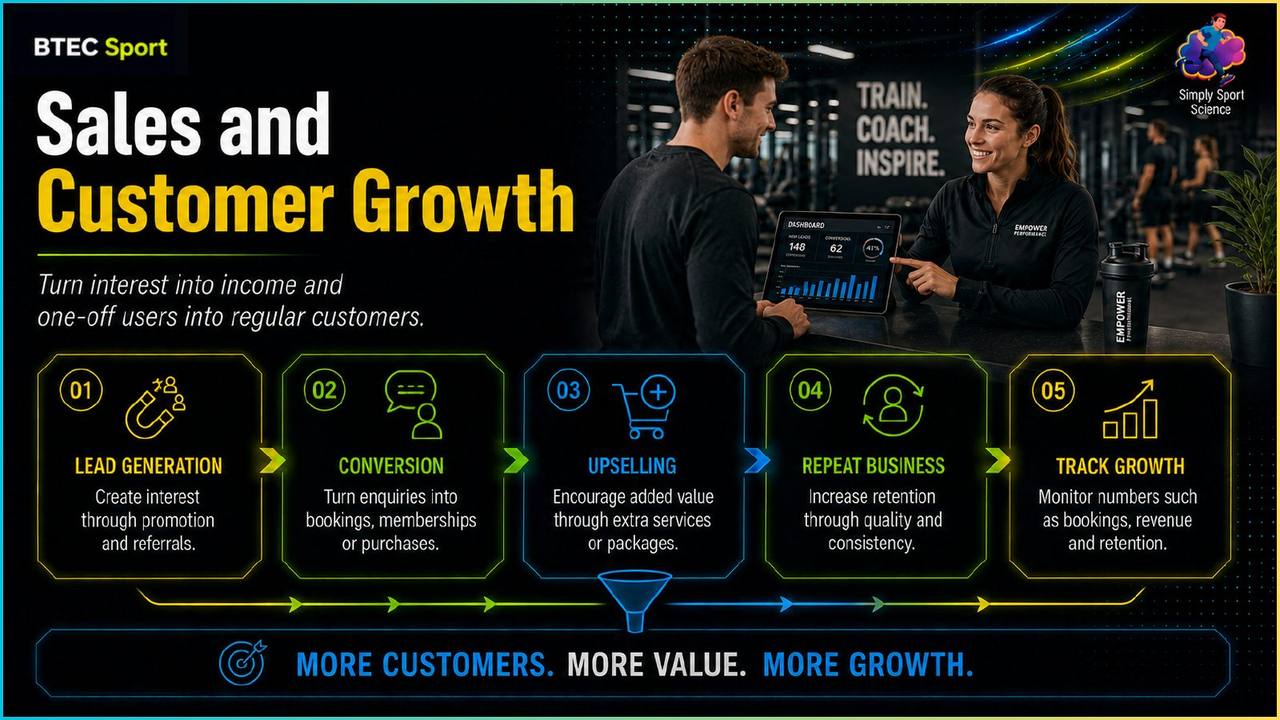 BTEC Sport
Simply Sport
Science
Sales and
Customer Growth
Turn interest into income and
one-off users into regular customers.
TRAIN.
COACH.
INSPIRE.
DASHBOARD
NEW LEADS
148
CONVERSIONS
62
41%
EMPOWER
PERFORMANCE
EMPOWER
01
LEAD GENERATION
Create interest
through promotion
and referrals.
02
CONVERSION
Turn enquiries into
bookings, memberships
or purchases.
03
UPSELLING
Encourage added value
through extra services
or packages.
04
REPEAT BUSINESS
Increase retention
through quality and
consistency.
05
TRACK GROWTH
Monitor numbers such
as bookings, revenue
and retention.
MORE CUSTOMERS. MORE VALUE. MORE GROWTH.